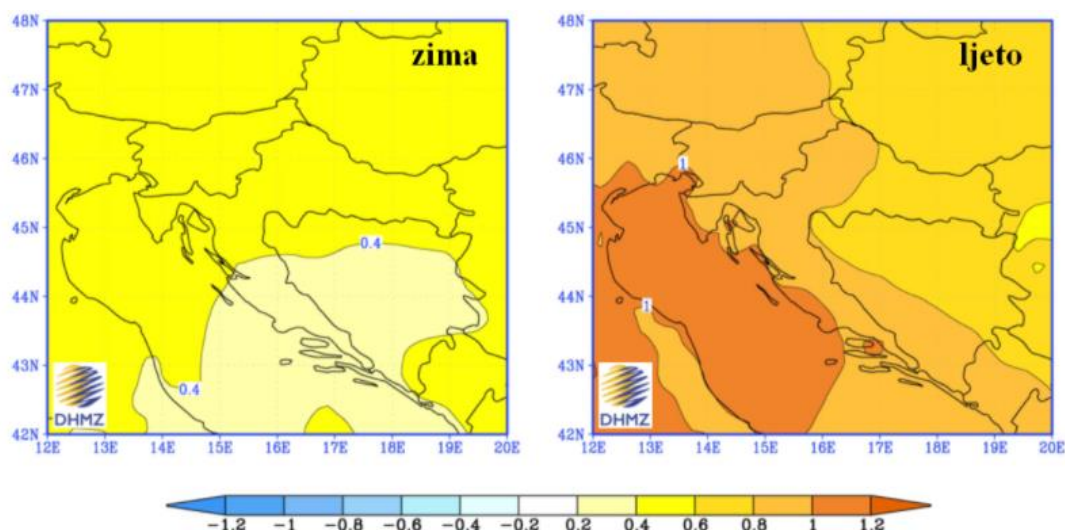 48N
zima
47N
46N
45N
0.4
44N
43N
0.4
DHMZ
42N
12E 13E 14E 15E 16E 17E 18E 19E 20E
48N
ljeto
47N
46N
1
45N
44N
1
43N
DHMZ
42N
12E 13E 14E 15E 16E 17E 18E 19E 20E
-1.2 -1 -0.8 -0.6 -0.4 -0.2 0.2 0.4 0.6 0.8 1 1.2